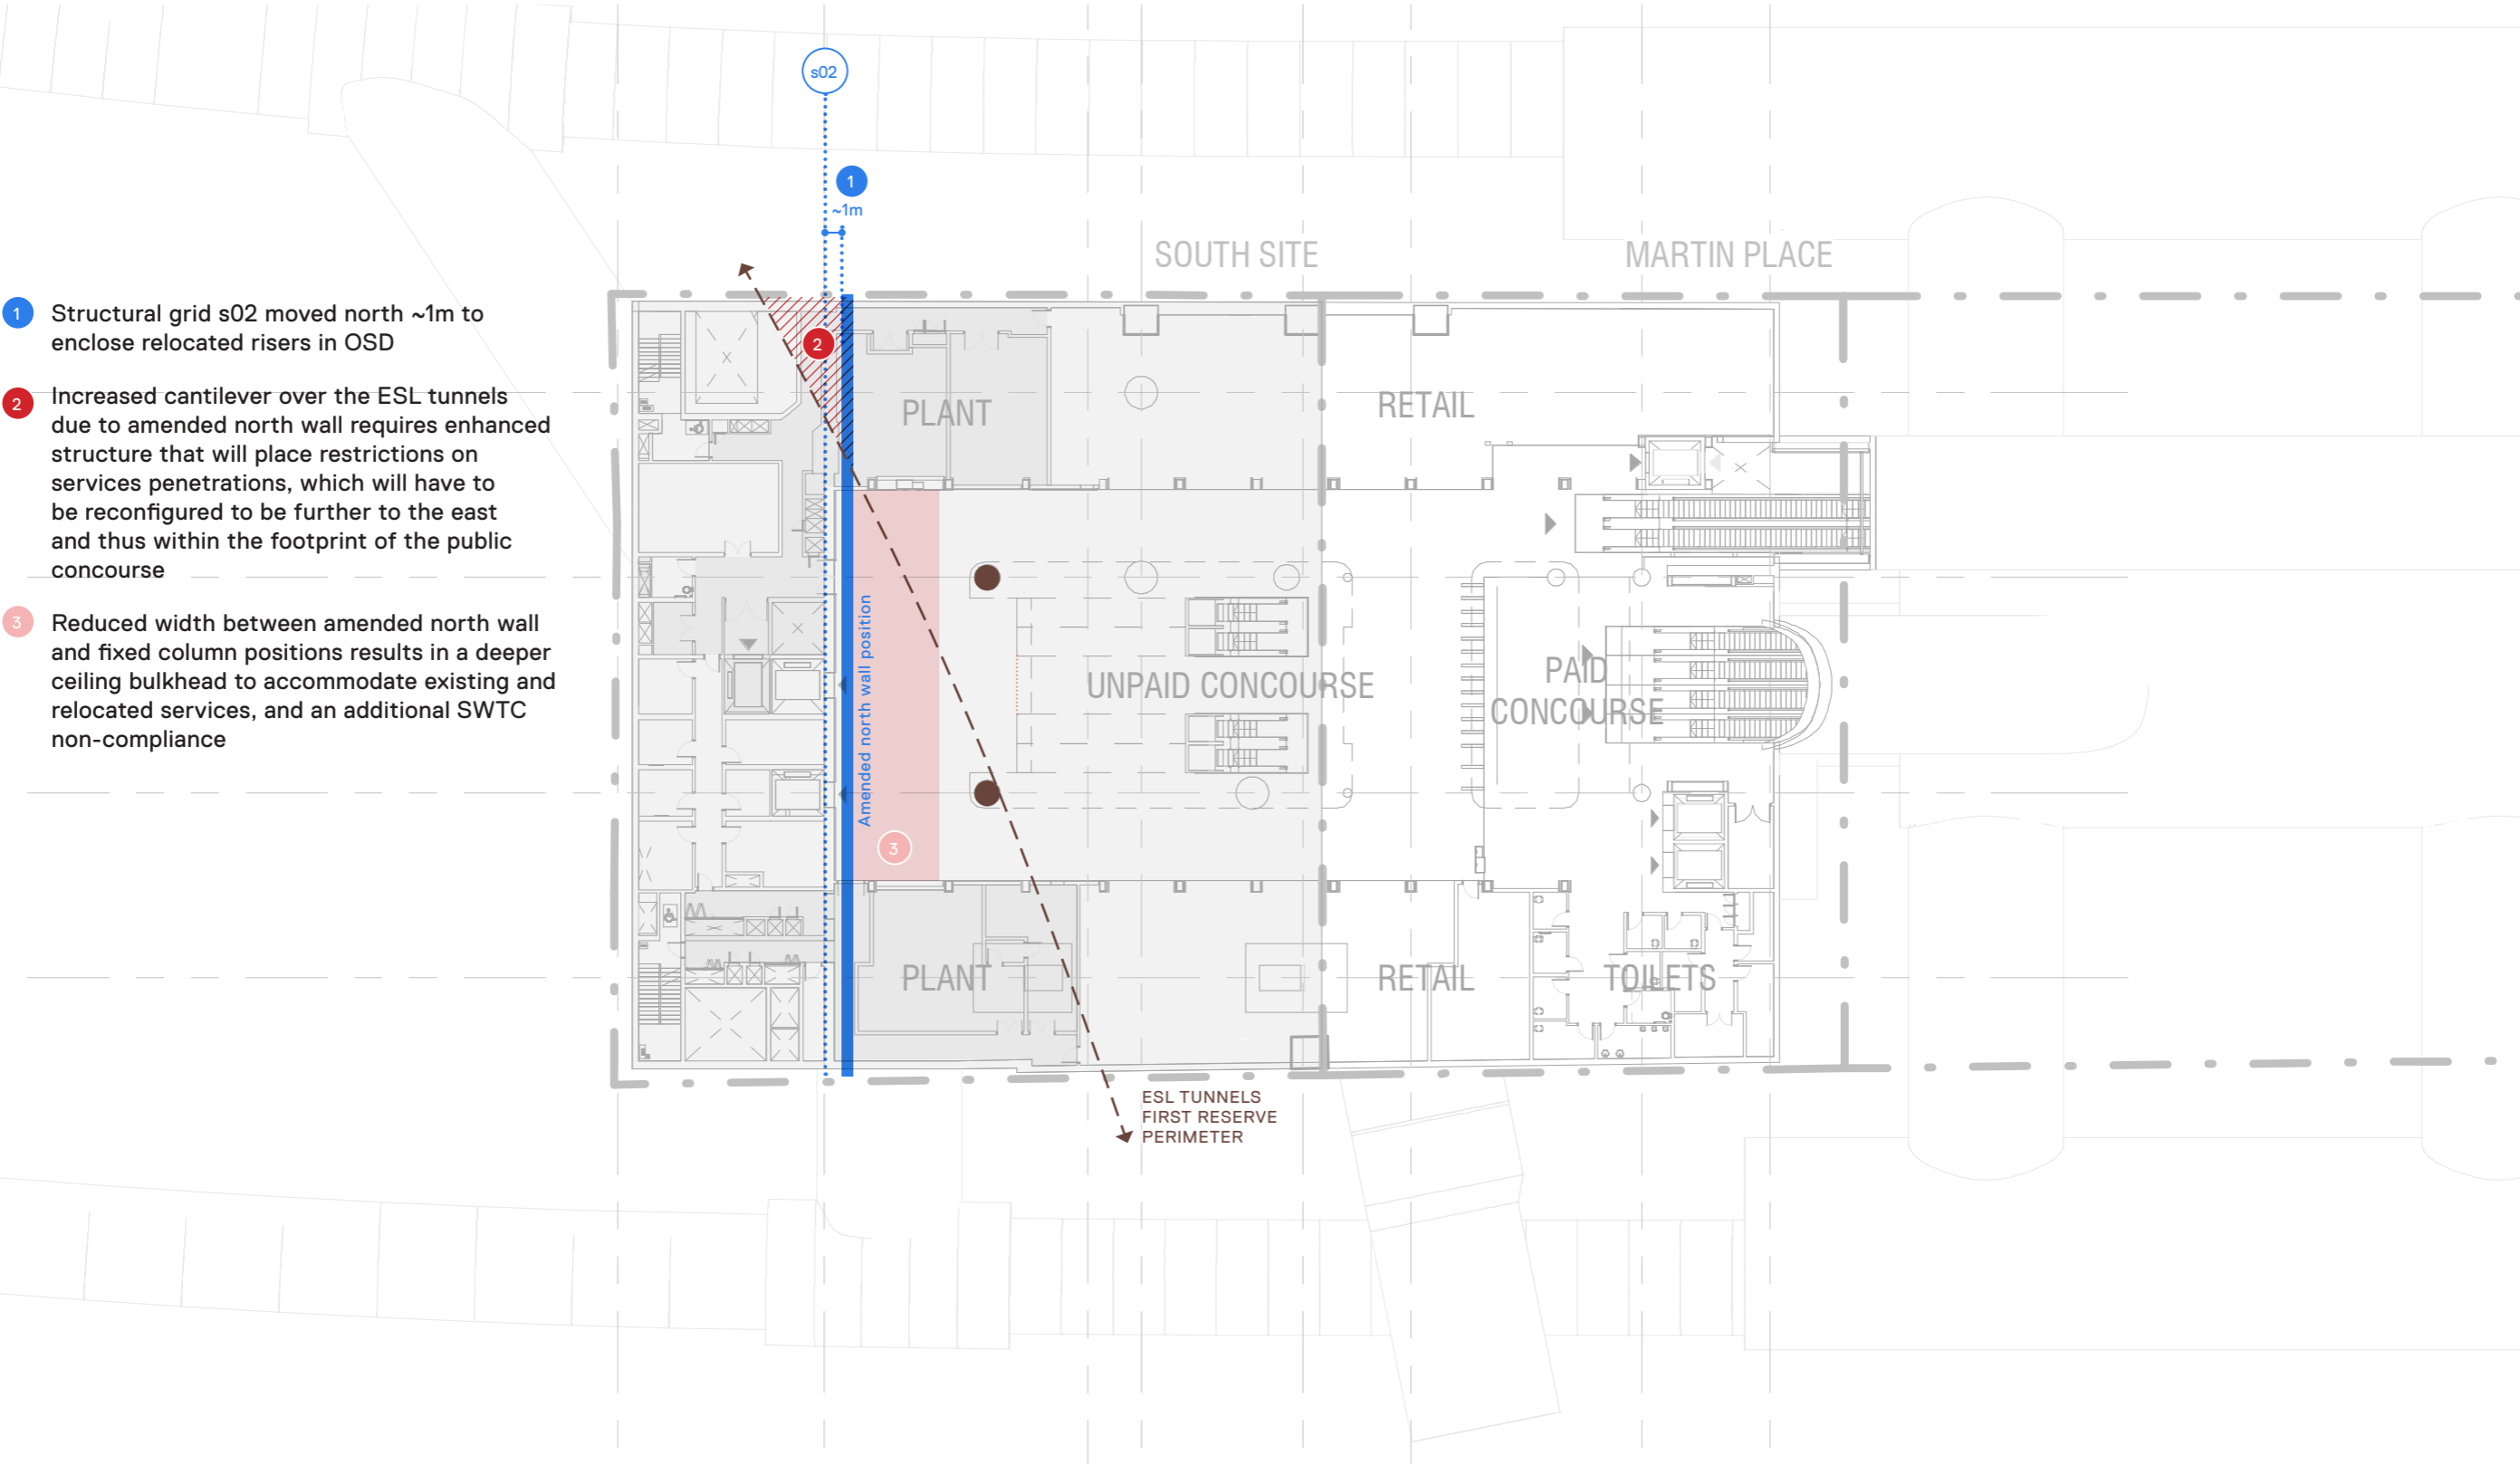 s02
1
~1m
SOUTH SITE
MARTIN PLACE
1 Structural grid s02 moved north ~1m to
enclose relocated risers in OSD
2 Increased cantilever over the ESL tunnels
due to amended north wall requires enhanced
structure that will place restrictions on
services penetrations, which will have to
be reconfigured to be further to the east
and thus within the footprint of the public
concourse
3 Reduced width between amended north wall
and fixed column positions results in a deeper
ceiling bulkhead to accommodate existing and
relocated services, and an additional SWTC
non-compliance
2
PLANT
RETAIL
Amended north wall position
UNPAID CONCOURSE
PAID
CONCOURSE
3
PLANT
RETAIL
TOILETS
ESL TUNNELS
FIRST RESERVE
PERIMETER